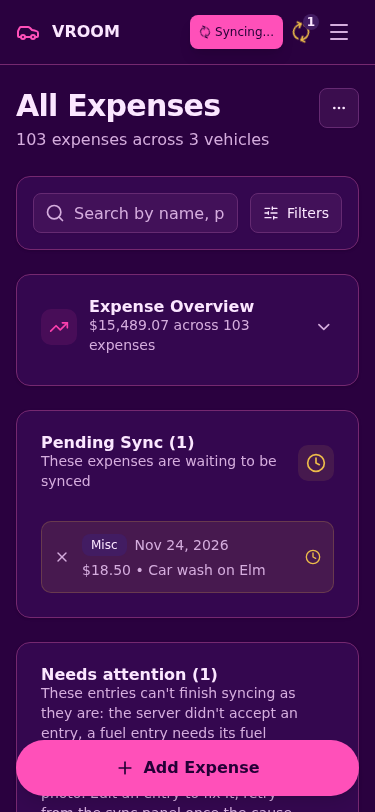 VROOM
Syncing...
1
All Expenses
103 expenses across 3 vehicles
Search by name, p
Filters
Expense Overview
$15,489.07 across 103
expenses
Pending Sync (1)
These expenses are waiting to be
synced
Misc Nov 24, 2026
$18.50 • Car wash on Elm
Needs attention (1)
These entries can't finish syncing as
they are: the server didn't accept an
entry, a fuel entry needs its fuel
Add Expense